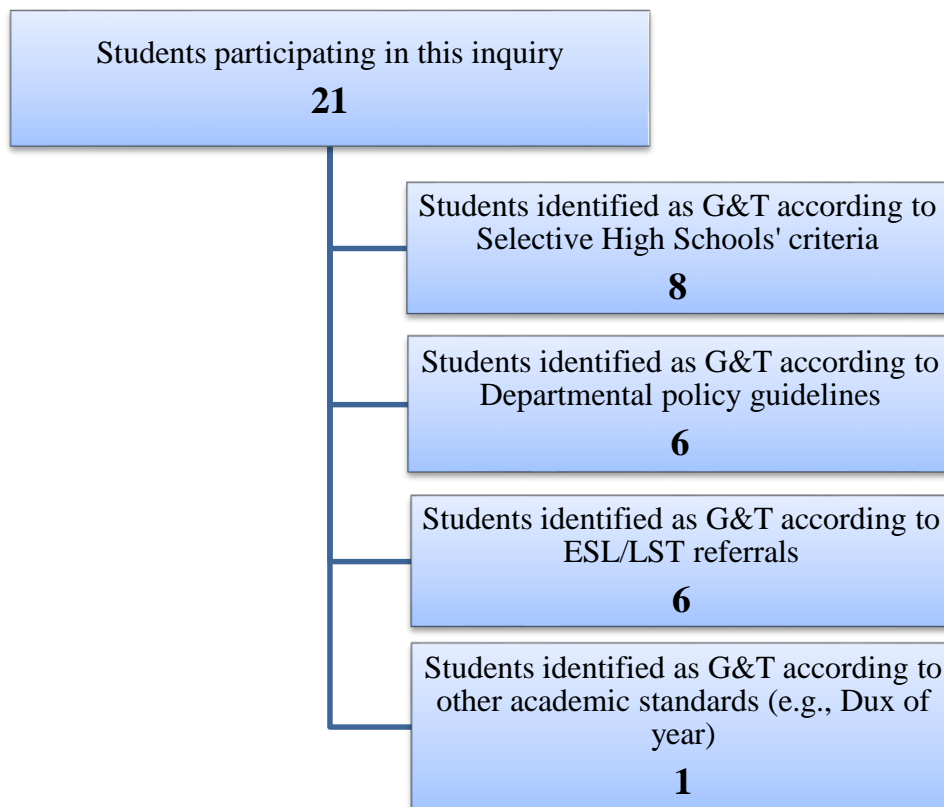 Students participating in this inquiry
21
Students identified as G&T according to
Selective High Schools' criteria
8
Students identified as G&T according to
Departmental policy guidelines
6
Students identified as G&T according to
ESL/LST referrals
6
Students identified as G&T according to
other academic standards (e.g., Dux of
year)
1